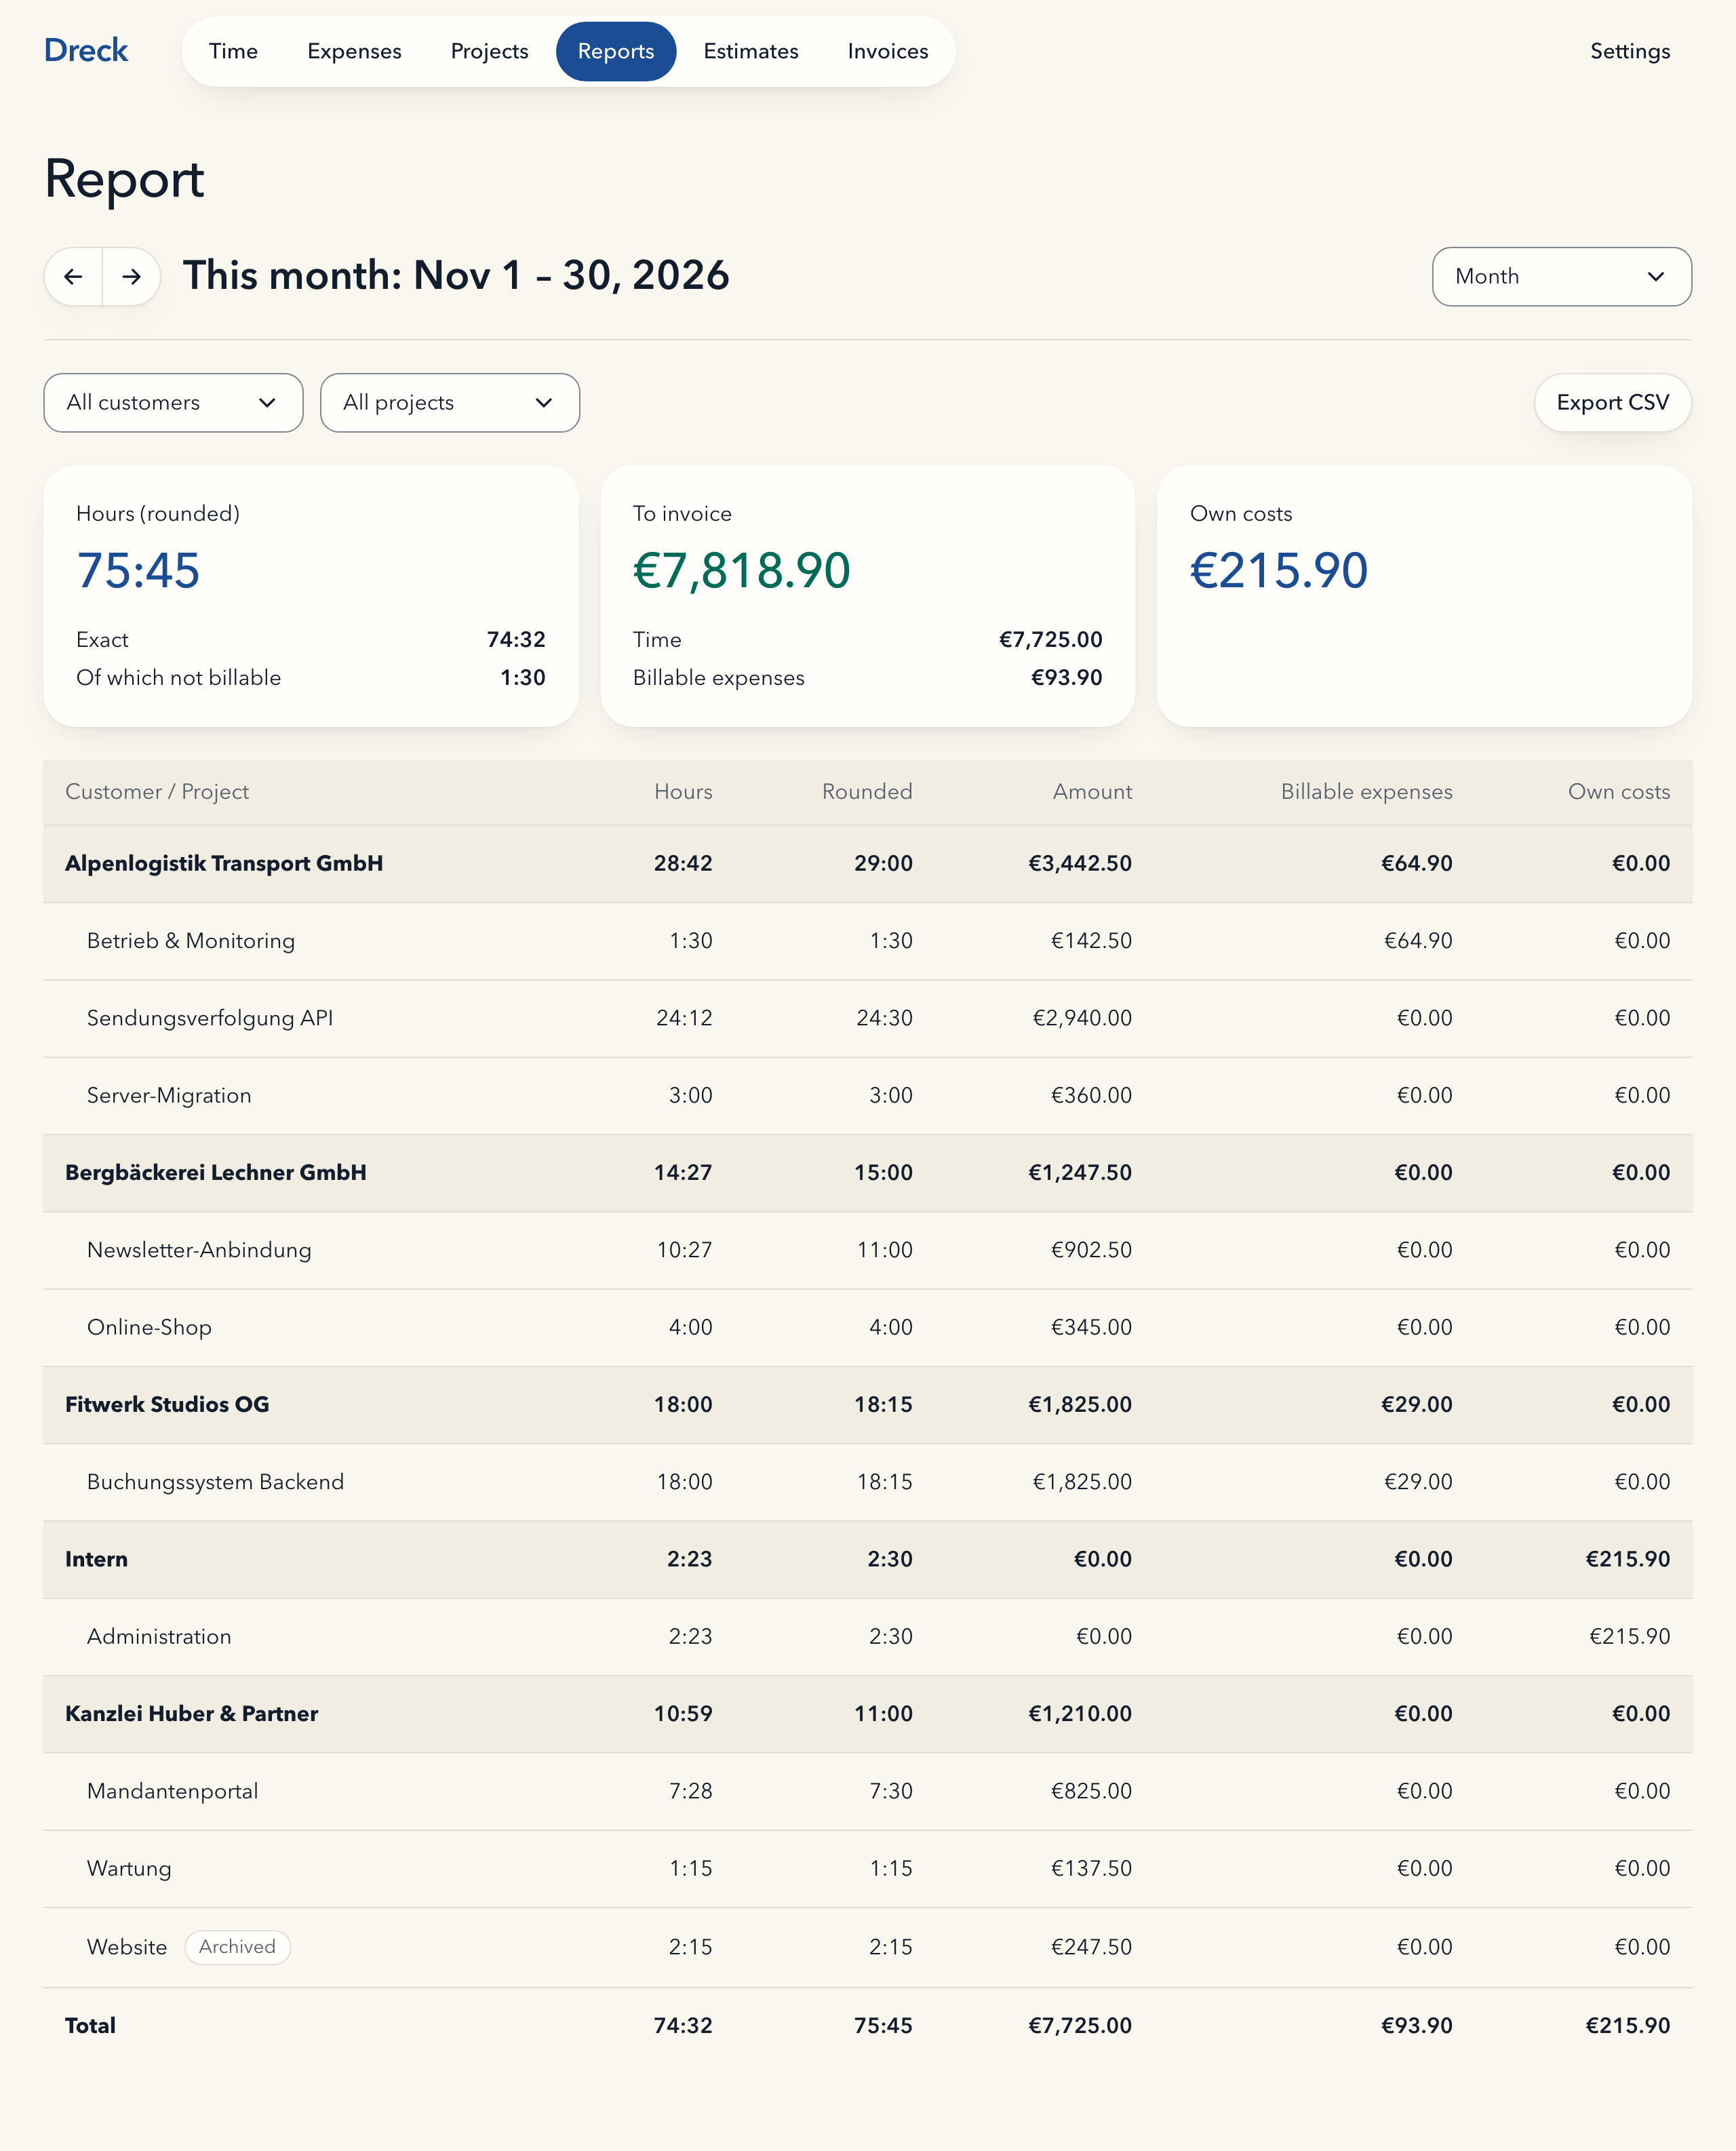 Dreck Time Expenses Projects Reports Estimates Invoices Settings
Report
This month: Nov 1 – 30, 2026 Month
All customers All projects Export CSV
Hours (rounded)
75:45
Exact 74:32
Of which not billable 1:30
To invoice
€7,818.90
Time €7,725.00
Billable expenses €93.90
Own costs
€215.90
Customer / Project Hours Rounded Amount Billable expenses Own costs
Alpenlogistik Transport GmbH 28:42 29:00 €3,442.50 €64.90 €0.00
Betrieb & Monitoring 1:30 1:30 €142.50 €64.90 €0.00
Sendungsverfolgung API 24:12 24:30 €2,940.00 €0.00 €0.00
Server-Migration 3:00 3:00 €360.00 €0.00 €0.00
Bergbäckerei Lechner GmbH 14:27 15:00 €1,247.50 €0.00 €0.00
Newsletter-Anbindung 10:27 11:00 €902.50 €0.00 €0.00
Online-Shop 4:00 4:00 €345.00 €0.00 €0.00
Fitwerk Studios OG 18:00 18:15 €1,825.00 €29.00 €0.00
Buchungssystem Backend 18:00 18:15 €1,825.00 €29.00 €0.00
Intern 2:23 2:30 €0.00 €0.00 €215.90
Administration 2:23 2:30 €0.00 €0.00 €215.90
Kanzlei Huber & Partner 10:59 11:00 €1,210.00 €0.00 €0.00
Mandantenportal 7:28 7:30 €825.00 €0.00 €0.00
Wartung 1:15 1:15 €137.50 €0.00 €0.00
Website Archived 2:15 2:15 €247.50 €0.00 €0.00
Total 74:32 75:45 €7,725.00 €93.90 €215.90